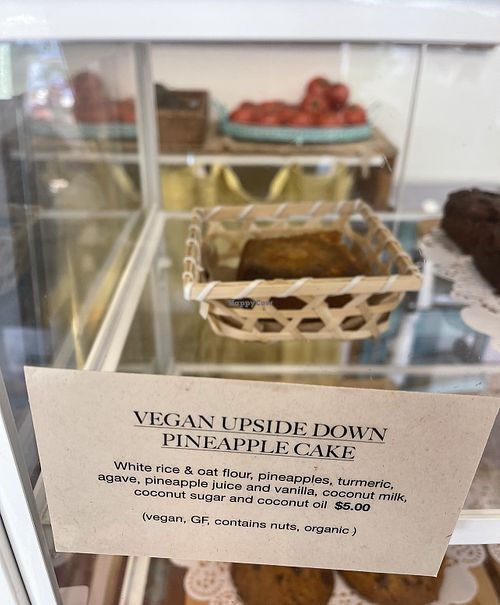 HappyCow
VEGAN UPSIDE DOWN
PINEAPPLE CAKE
White rice & oat flour, pineapples, turmeric,
agave, pineapple juice and vanilla, coconut milk,
coconut sugar and coconut oil $5.00
(vegan, GF, contains nuts, organic )